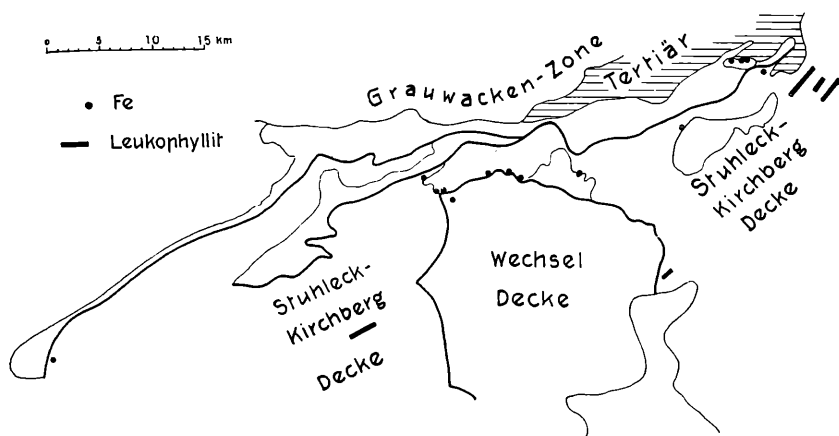 0 5 10 15 km
Fe
Leukophyllit
Grauwacken-Zone
Tertiär
Stuhleck-
Kirchberg
Decke
Wechsel
Decke
Stuhleck-
Kirchberg
Decke